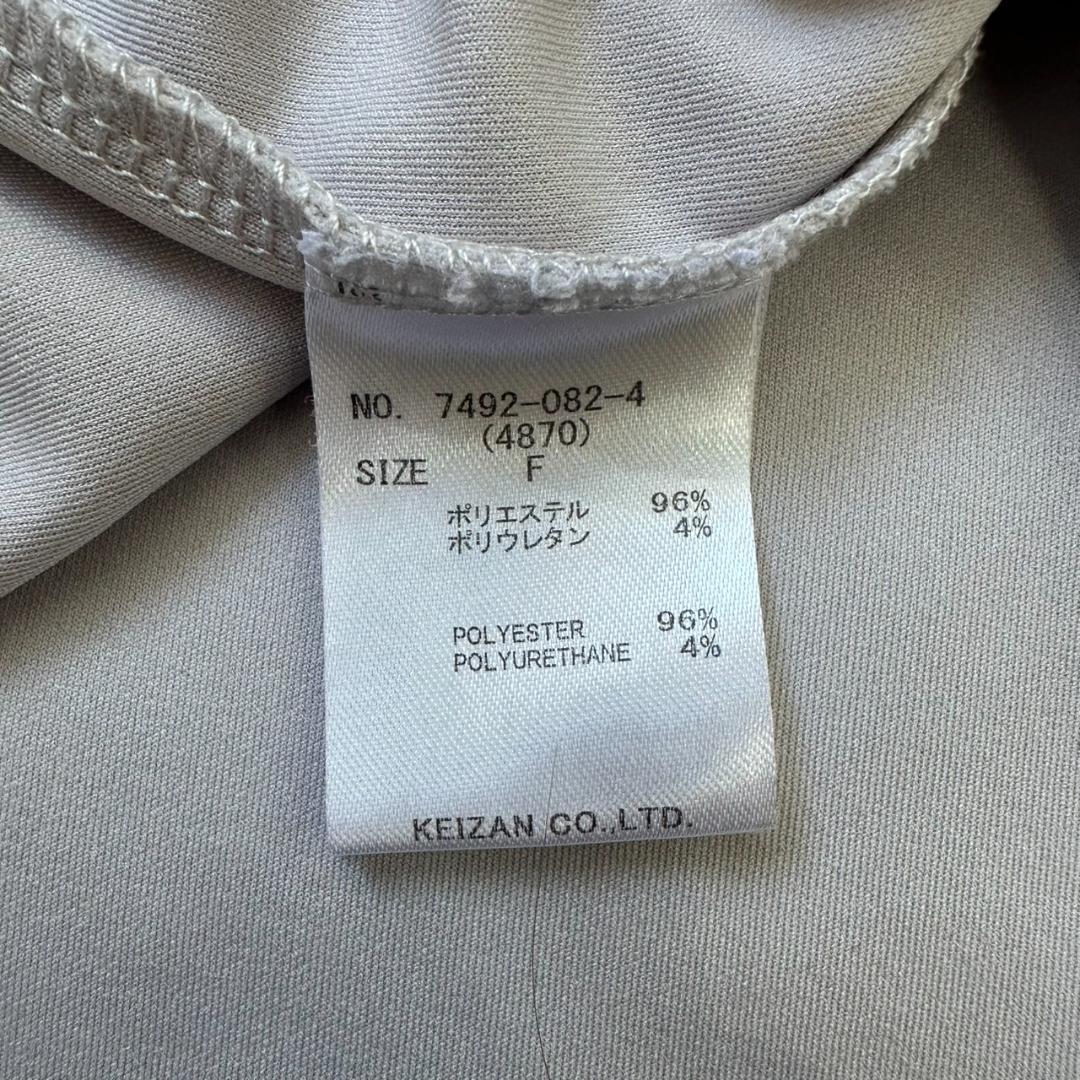 NO. 7492-082-4
(4870)
SIZE F
ポリエステル 96%
ポリウレタン 4%
POLYESTER 96%
POLYURETHANE 4%
KEIZAN CO.,LTD.